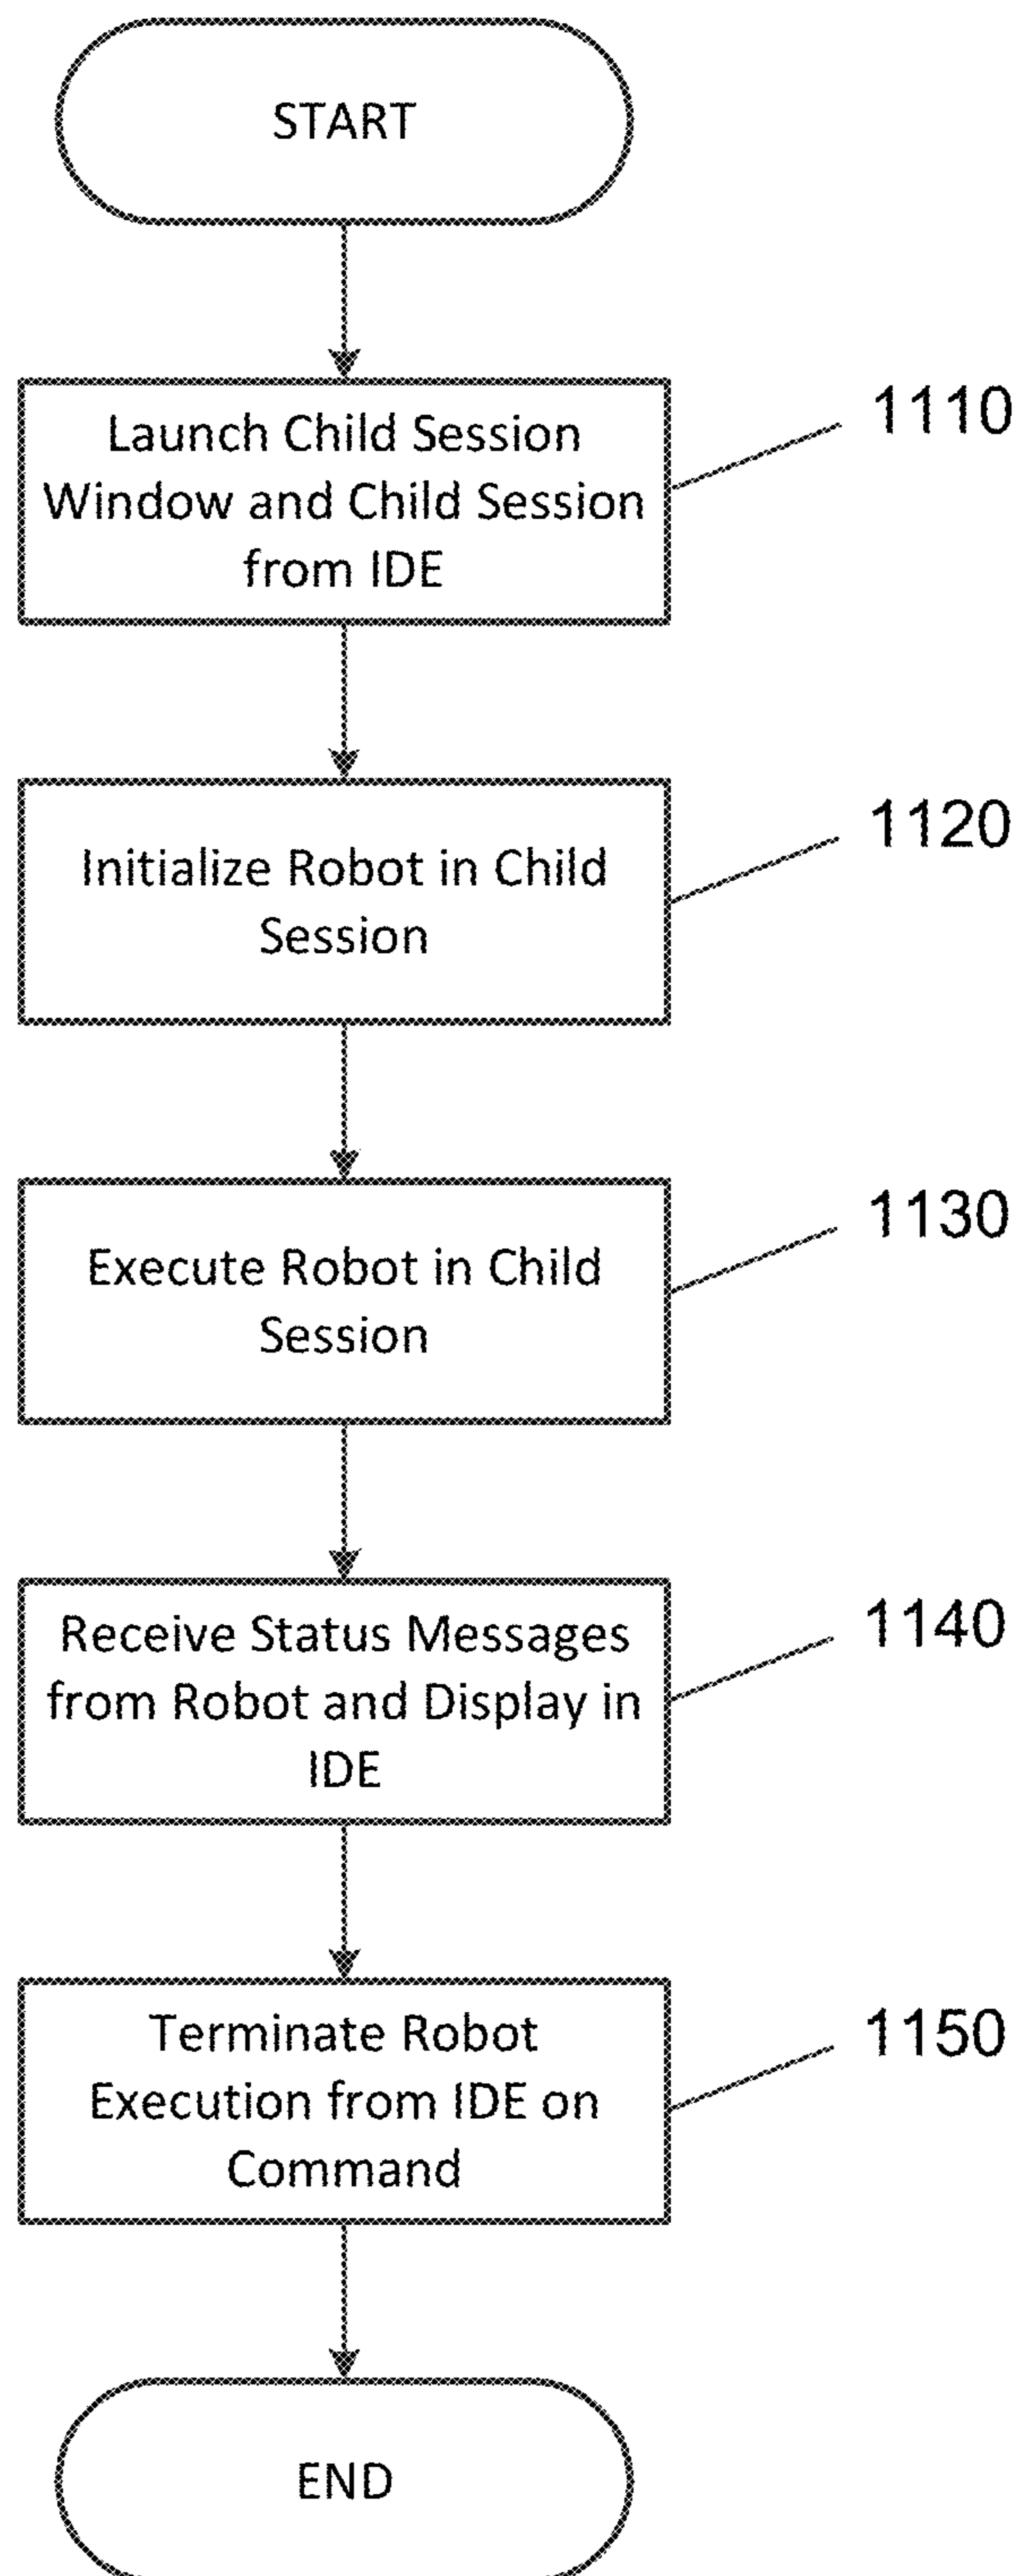 START
Launch Child Session
Window and Child Session
from IDE
1110
Initialize Robot in Child
Session
1120
Execute Robot in Child
Session
1130
Receive Status Messages
from Robot and Display in
IDE
1140
Terminate Robot
Execution from IDE on
Command
1150
END